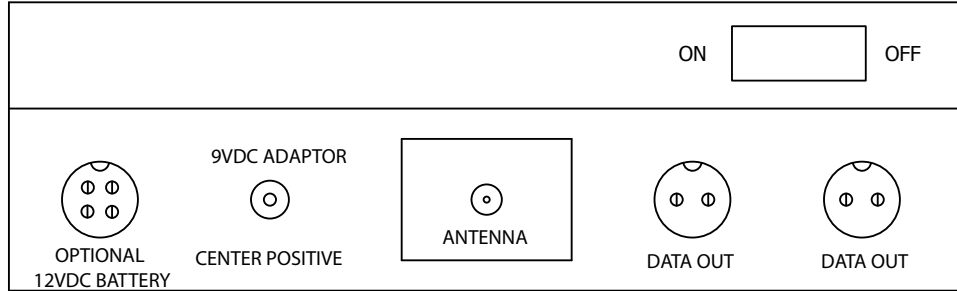 ON
OFF
9VDC ADAPTOR
CENTER POSITIVE
OPTIONAL
12VDC BATTERY
ANTENNA
DATA OUT
DATA OUT